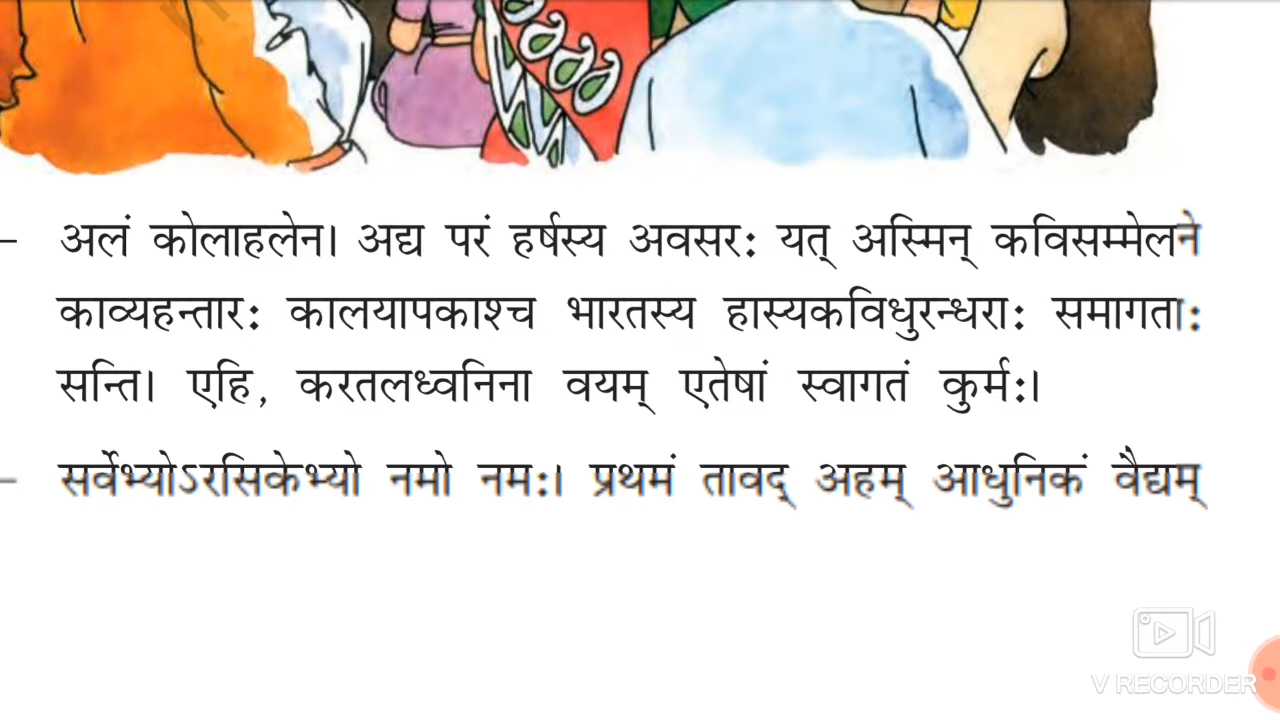 – अलं कोलाहलेन। अद्य परं हर्षस्य अवसरः यत् अस्मिन् कविसम्मेलने
काव्यहन्तारः कालयापकाश्च भारतस्य हास्यकविधुरन्धराः समागताः
सन्ति। एहि, करतलध्वनिना वयम् एतेषां स्वागतं कुर्मः।
– सर्वेभ्योऽरसिकेभ्यो नमो नमः। प्रथमं तावद् अहम् आधुनिकं वैद्यम्
V RECORDER